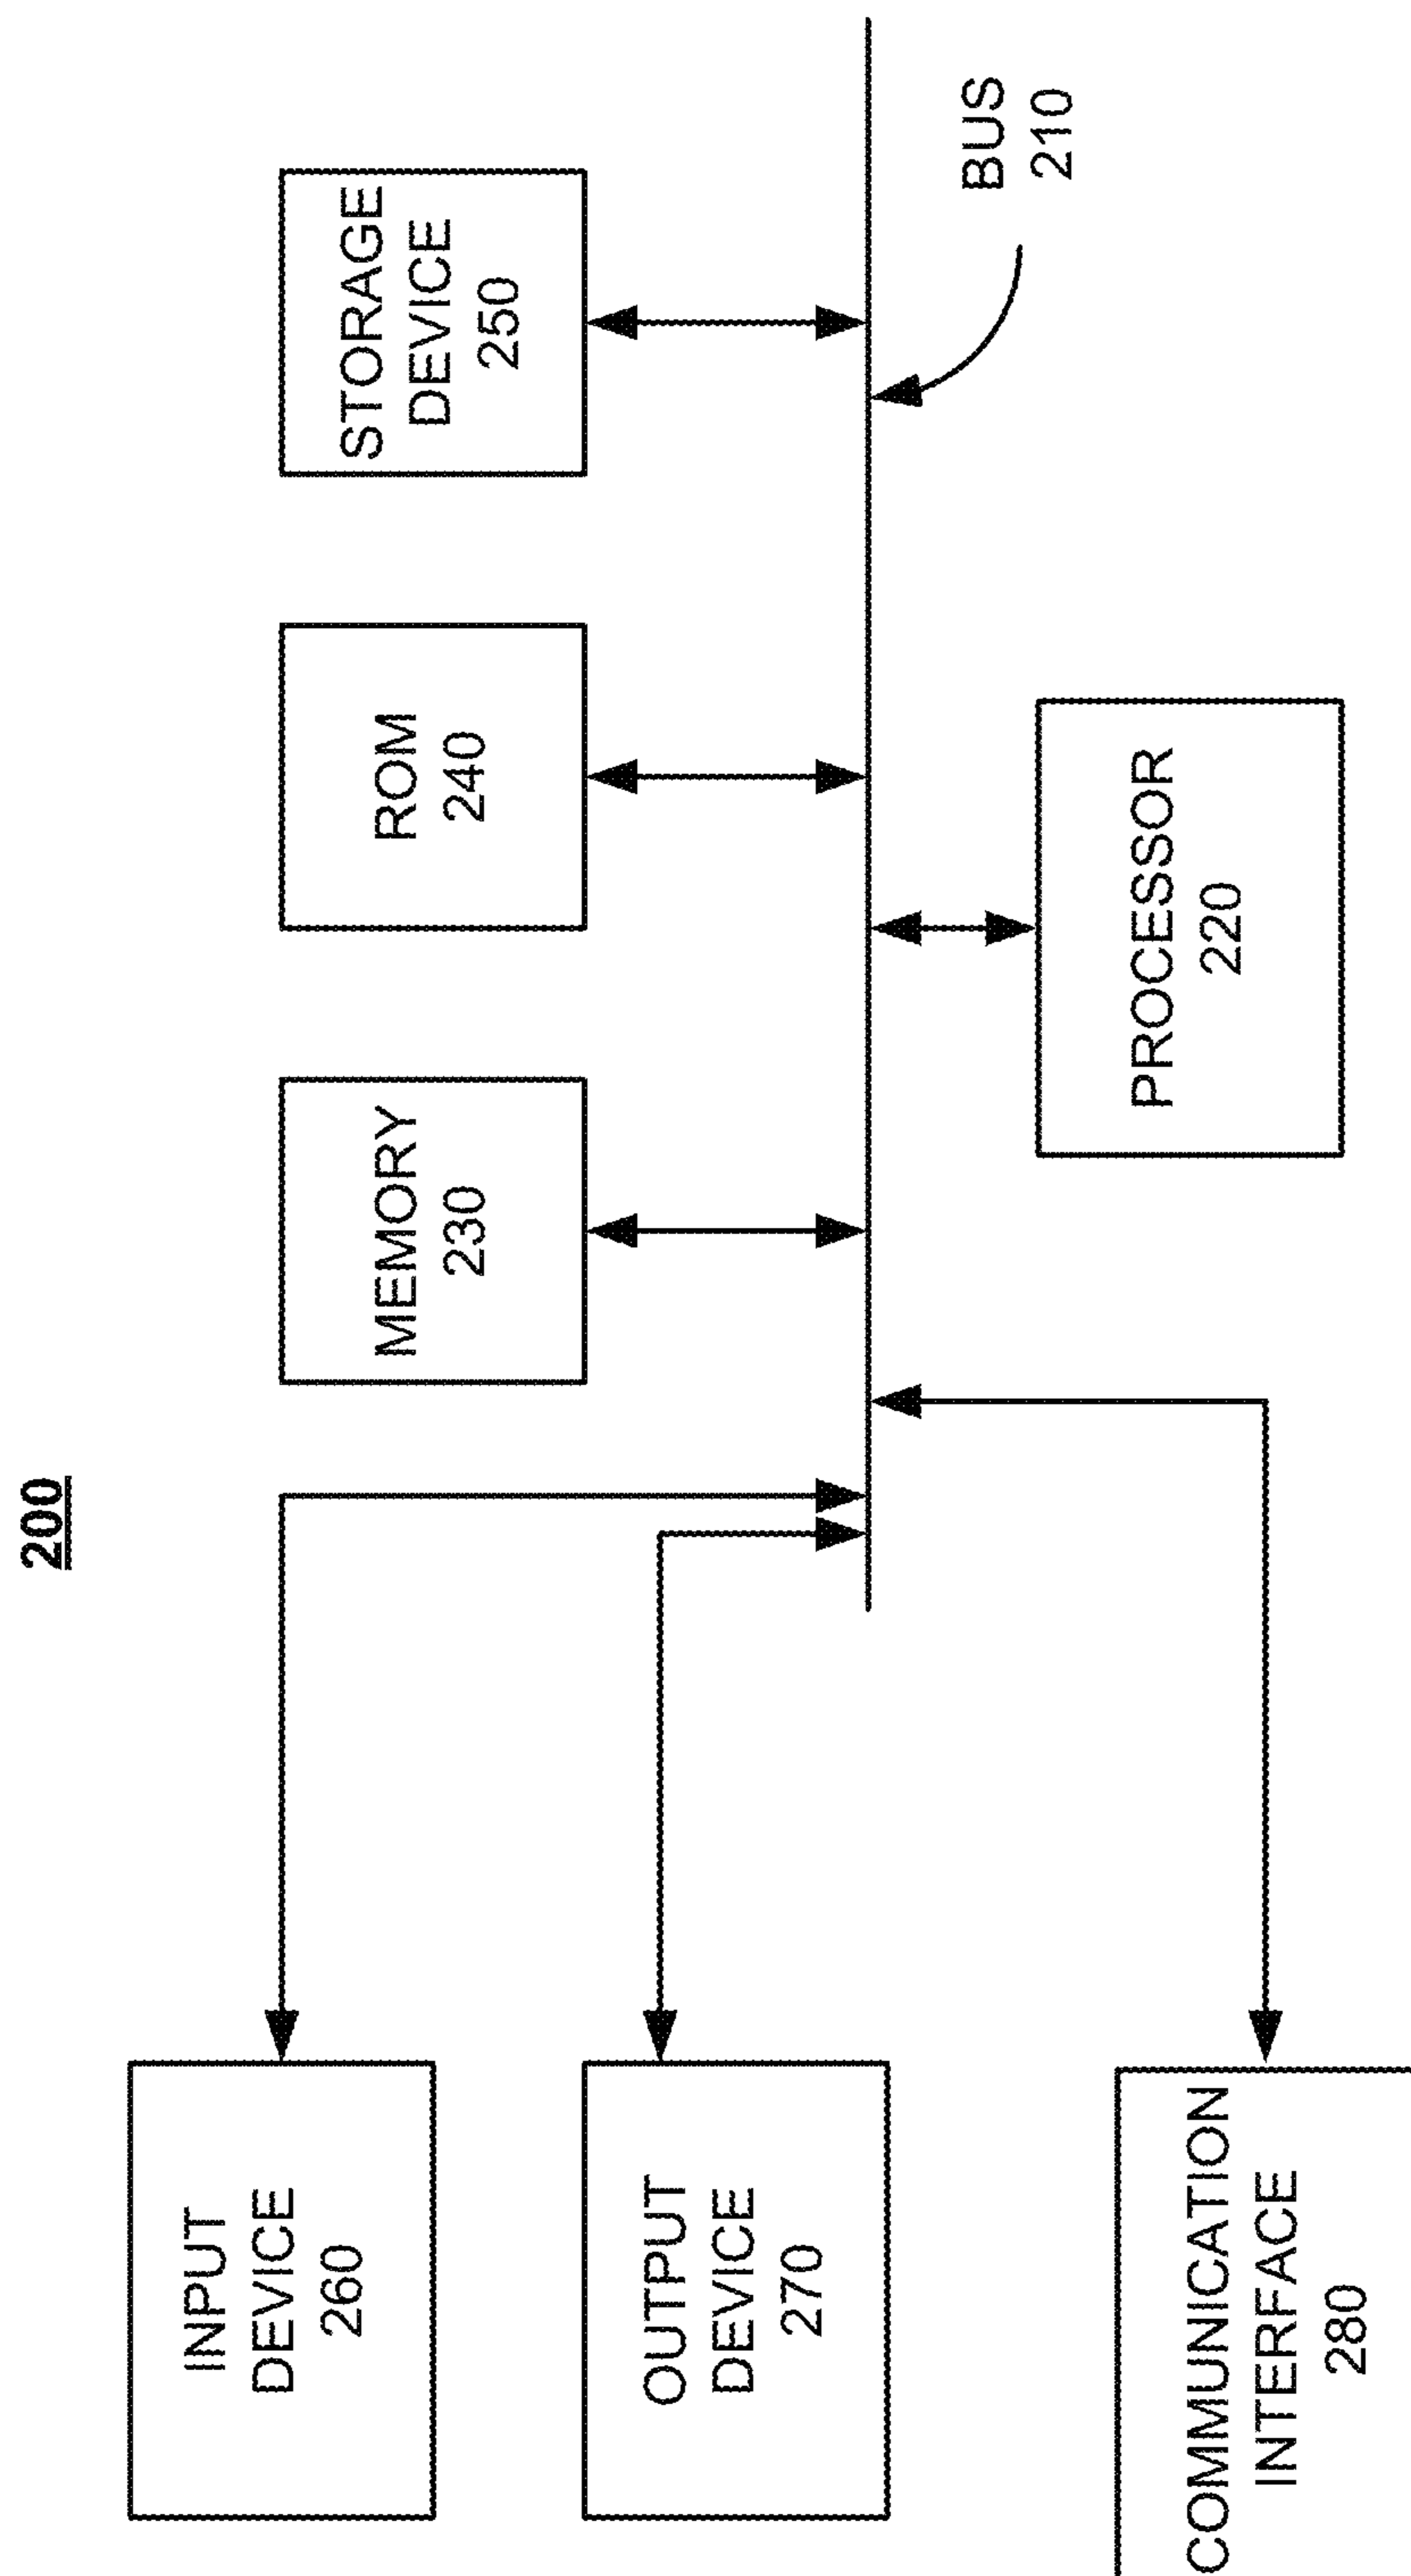 200
INPUT
DEVICE
260
MEMORY
230
ROM
240
STORAGE
DEVICE
250
OUTPUT
DEVICE
270
BUS
210
COMMUNICATION
INTERFACE
280
PROCESSOR
220